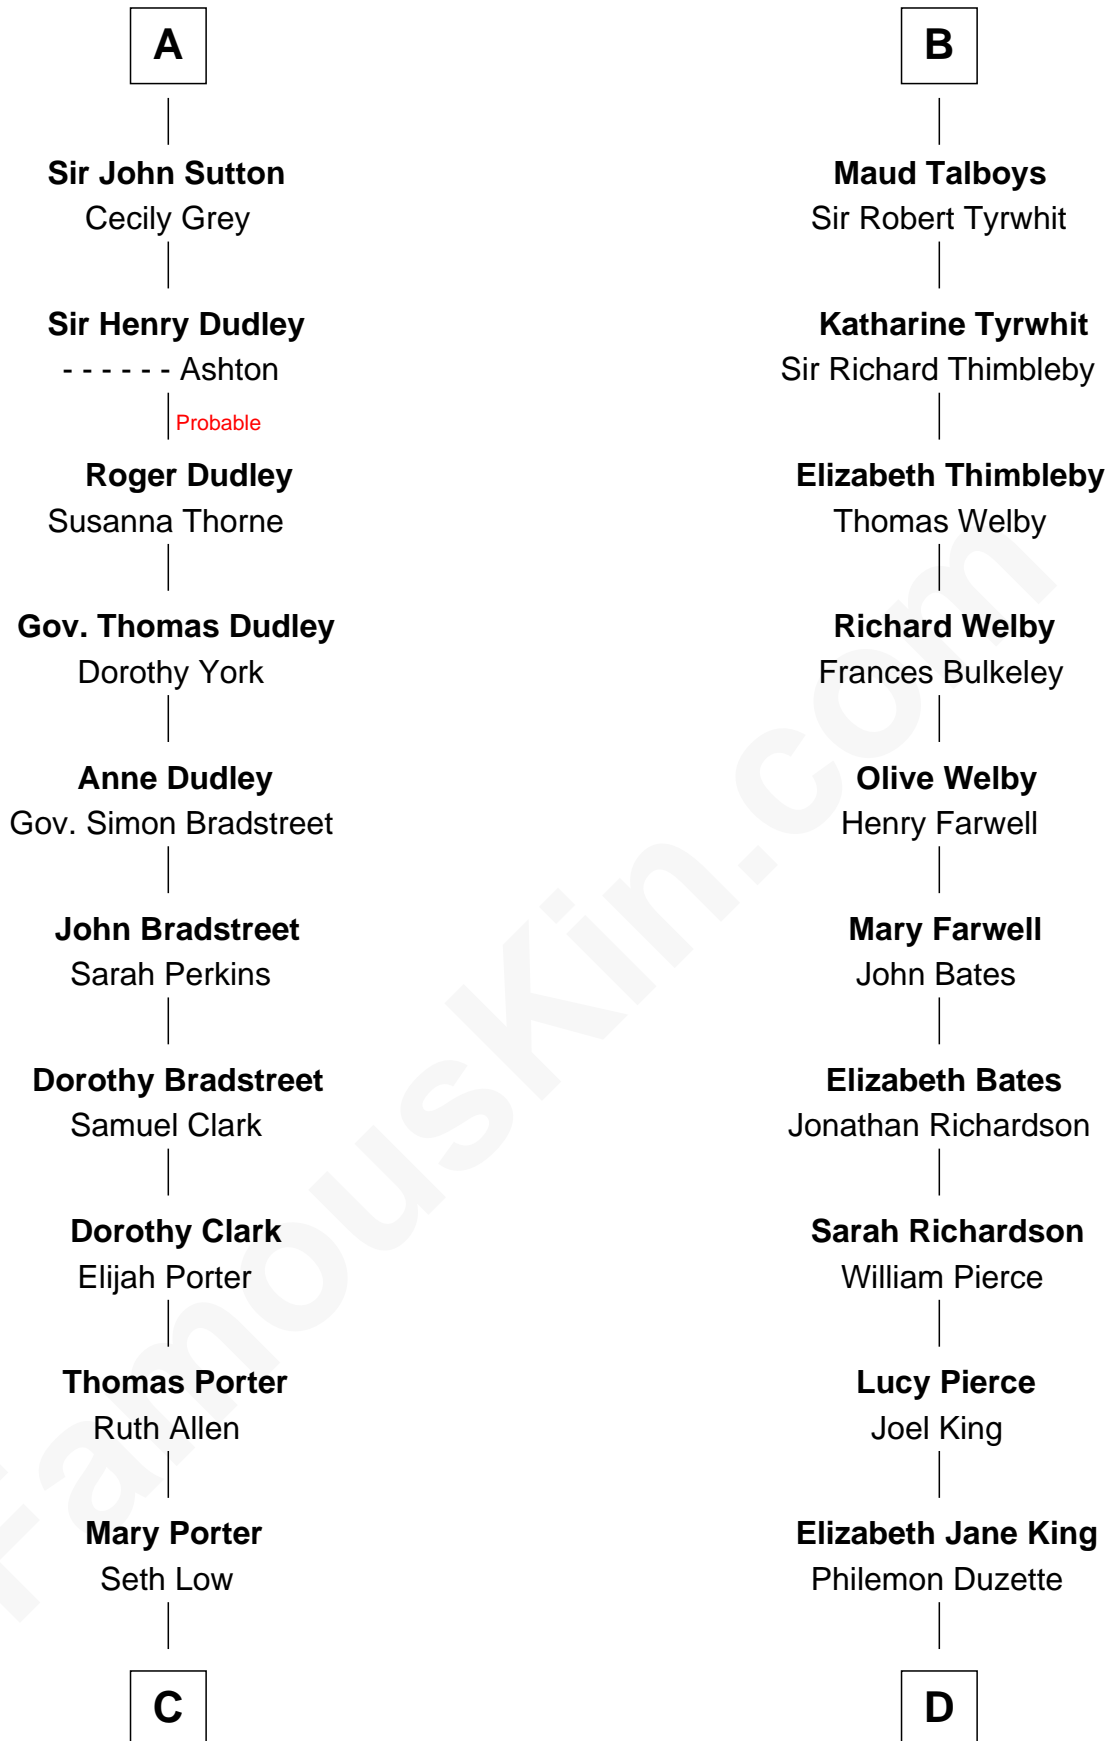 A
Sir John Sutton
Cecily Grey
Sir Henry Dudley
- - - - - - Ashton
Probable
Roger Dudley
Susanna Thorne
Gov. Thomas Dudley
Dorothy York
Anne Dudley
Gov. Simon Bradstreet
John Bradstreet
Sarah Perkins
Dorothy Bradstreet
Samuel Clark
Dorothy Clark
Elijah Porter
Thomas Porter
Ruth Allen
Mary Porter
Seth Low
C
B
Maud Talboys
Sir Robert Tyrwhit
Katharine Tyrwhit
Sir Richard Thimbleby
Elizabeth Thimbleby
Thomas Welby
Richard Welby
Frances Bulkeley
Olive Welby
Henry Farwell
Mary Farwell
John Bates
Elizabeth Bates
Jonathan Richardson
Sarah Richardson
William Pierce
Lucy Pierce
Joel King
Elizabeth Jane King
Philemon Duzette
D
FamousKin.com